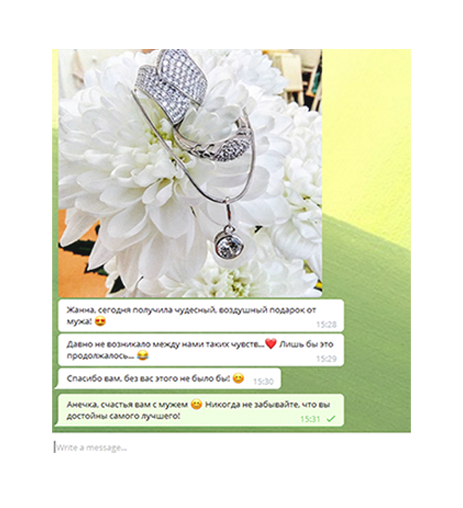 Жанна, сегодня получила чудесный, воздушный подарок от
мужа! 😍
15:28
Давно не возникало между нами таких чувств...❤️ Лишь бы это
продолжалось... 😂
15:29
Спасибо вам, без вас этого не было бы! 😊
15:30
Анечка, счастья вам с мужем 😊 Никогда не забывайте, что вы
достойны самого лучшего!
15:31
Write a message...